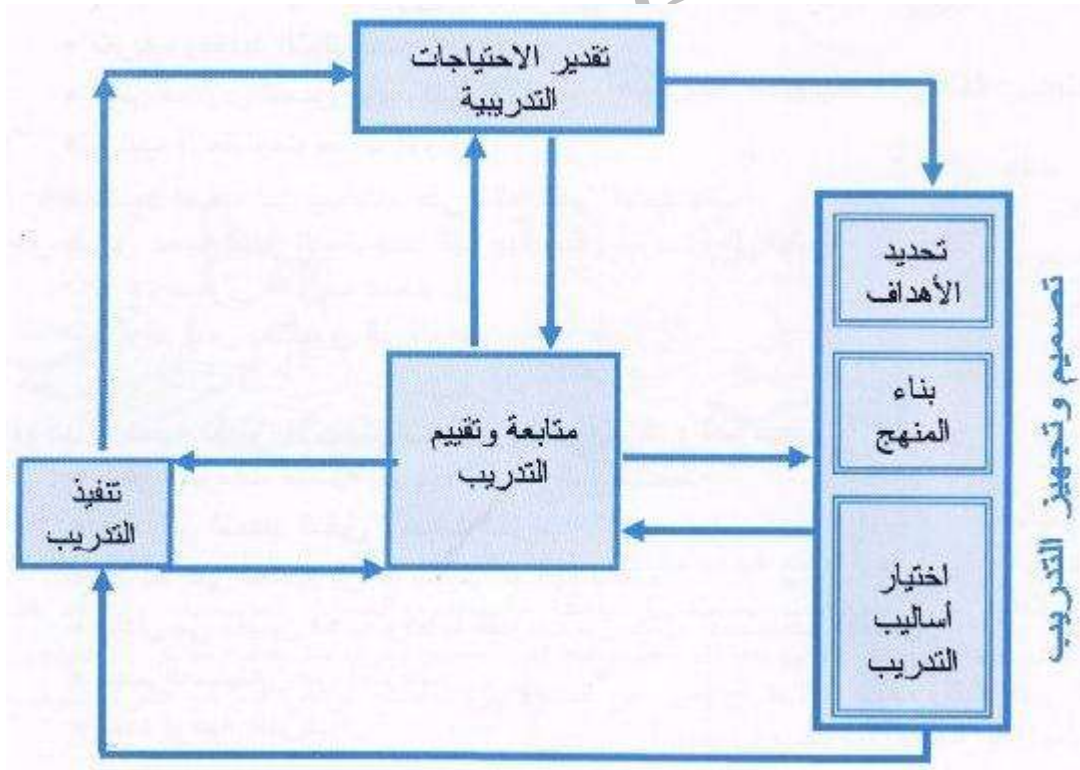 تقدير الاحتياجات
التدريبية
تحديد
الأهداف
بناء
المنهج
اختيار
أساليب
التدريب
تصميم وتجهيز التدريب
متابعة وتقييم
التدريب
تنفيذ
التدريب